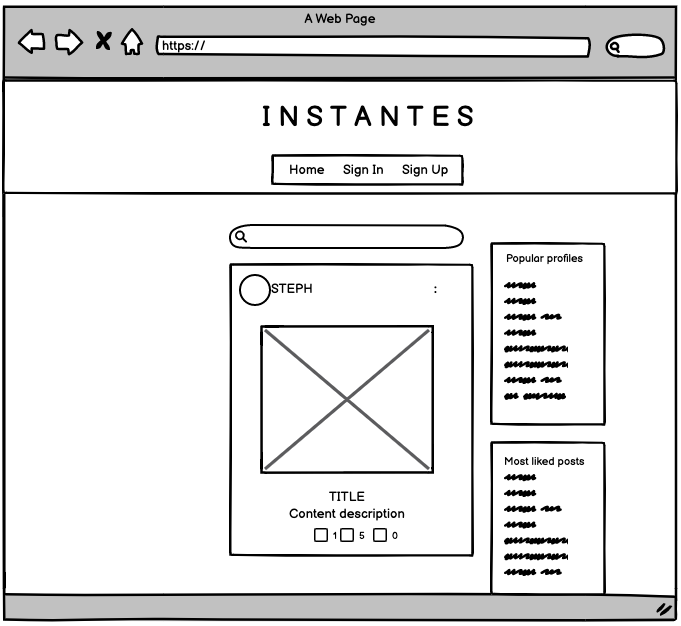 A Web Page
https://
INSTANTES
Home Sign In Sign Up
STEPH :
TITLE
Content description
1 5 0
Popular profiles
Most liked posts